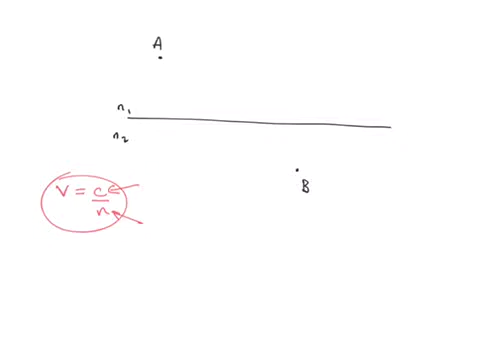 A
n₁
n₂
B
V = c/n